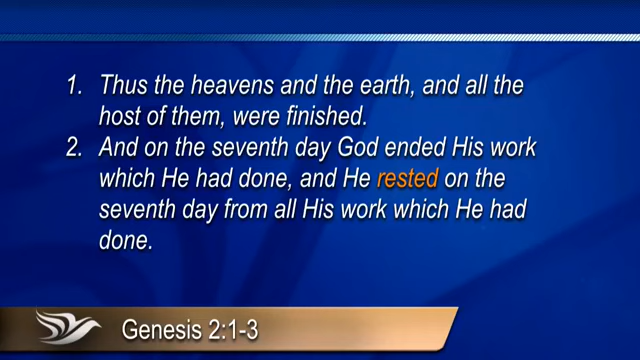 1. Thus the heavens and the earth, and all the
host of them, were finished.
2. And on the seventh day God ended His work
which He had done, and He rested on the
seventh day from all His work which He had
done.
Genesis 2:1-3